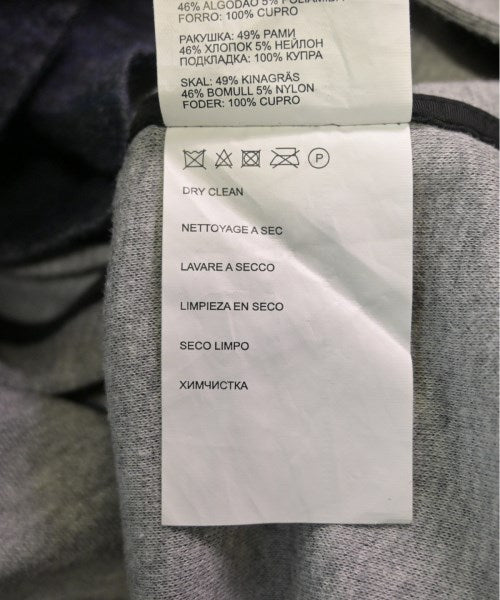 46% ALGODÃO 5% POLIAMIDA
FORRO: 100% CUPRO
РАКУШКА: 49% РАМИ
46% ХЛОПОК 5% НЕЙЛОН
ПОДКЛАДКА: 100% КУПРА
SKAL: 49% KINAGRÄS
46% BOMULL 5% NYLON
FODER: 100% CUPRO
P
DRY CLEAN
NETTOYAGE A SEC
LAVARE A SECCO
LIMPIEZA EN SECO
SECO LIMPO
ХИМЧИСТКА